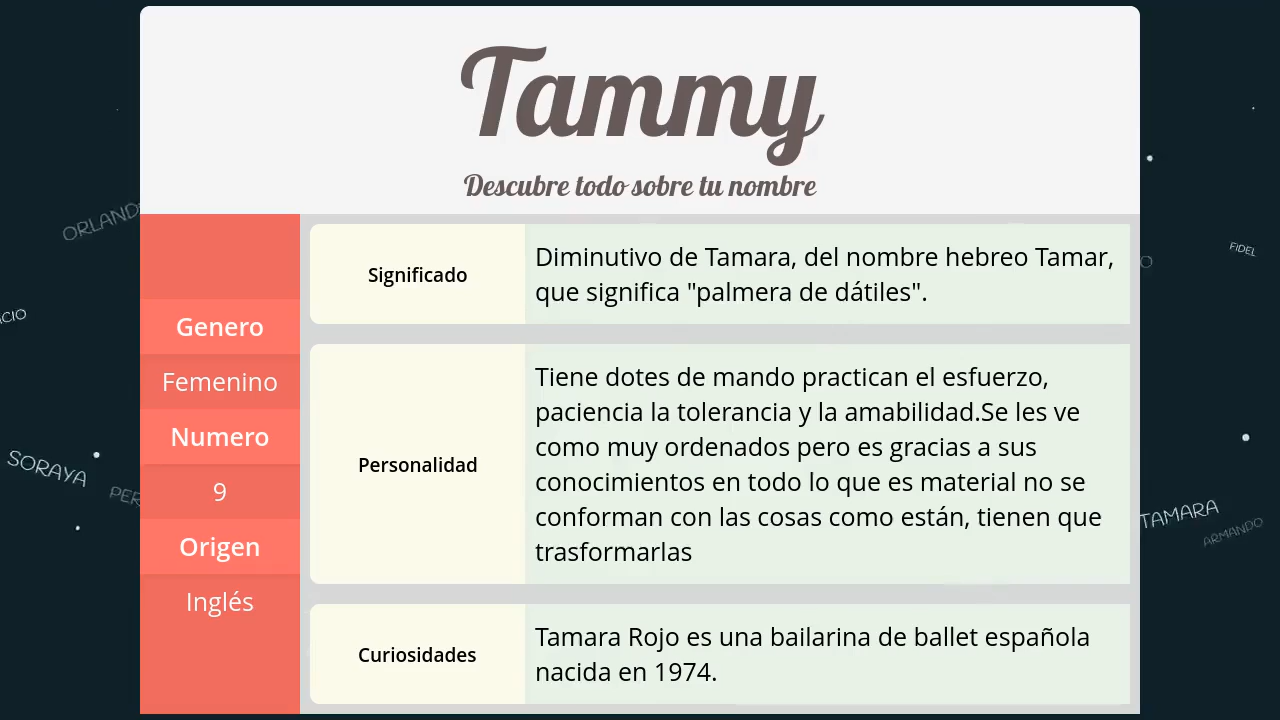 Tammy
Descubre todo sobre tu nombre
Genero
Femenino
Numero
9
Origen
Inglés
Significado
Diminutivo de Tamara, del nombre hebreo Tamar,
que significa "palmera de dátiles".
Personalidad
Tiene dotes de mando practican el esfuerzo,
paciencia la tolerancia y la amabilidad.Se les ve
como muy ordenados pero es gracias a sus
conocimientos en todo lo que es material no se
conforman con las cosas como están, tienen que
trasformarlas
Curiosidades
Tamara Rojo es una bailarina de ballet española
nacida en 1974.
ORLAND
CIO
SORAYA
PER
FIDEL
O
TAMARA
ARMANDO